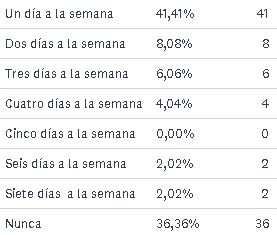 Un día a la semana 41,41% 41
Dos días a la semana 8,08% 8
Tres días a la semana 6,06% 6
Cuatro días a la semana 4,04% 4
Cinco días a la semana 0,00% 0
Seis días a la semana 2,02% 2
Siete días a la semana 2,02% 2
Nunca 36,36% 36